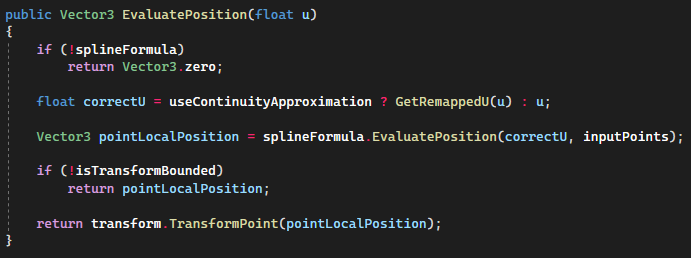 public Vector3 EvaluatePosition(float u)
{
    if (!splineFormula)
        return Vector3.zero;

    float correctU = useContinuityApproximation ? GetRemappedU(u) : u;

    Vector3 pointLocalPosition = splineFormula.EvaluatePosition(correctU, inputPoints);

    if (!isTransformBounded)
        return pointLocalPosition;

    return transform.TransformPoint(pointLocalPosition);
}